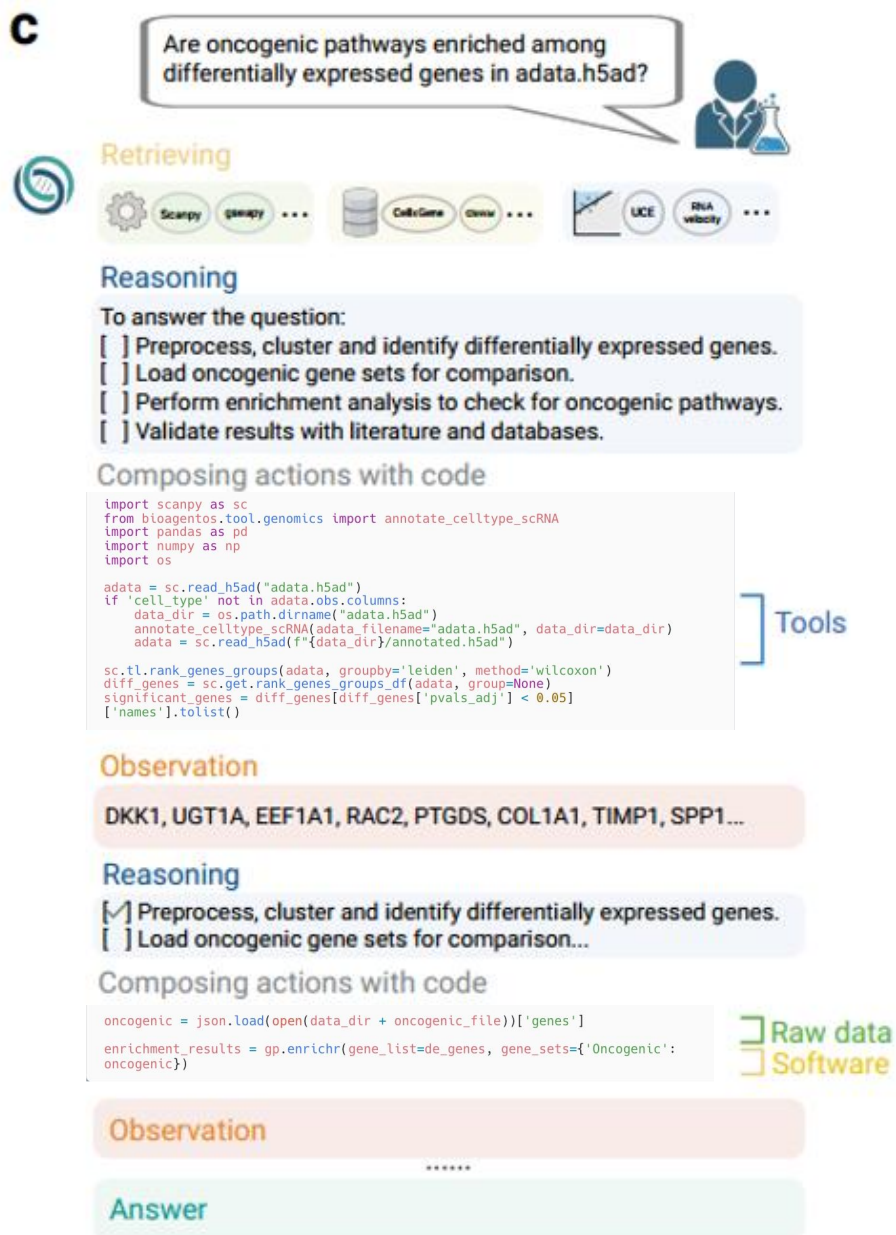 c
Are oncogenic pathways enriched among
differentially expressed genes in adata.h5ad?
Retrieving
Scanpy gseapy ••• CellxGene ••• UCE RNA velocity •••
Reasoning
To answer the question:
[ ] Preprocess, cluster and identify differentially expressed genes.
[ ] Load oncogenic gene sets for comparison.
[ ] Perform enrichment analysis to check for oncogenic pathways.
[ ] Validate results with literature and databases.
Composing actions with code
import scanpy as sc
from bioagentos.tool.genomics import annotate_celltype_scRNA
import pandas as pd
import numpy as np
import os
adata = sc.read_h5ad("adata.h5ad")
if 'cell_type' not in adata.obs.columns:
    data_dir = os.path.dirname("adata.h5ad")
    annotate_celltype_scRNA(adata_filename="adata.h5ad", data_dir=data_dir)
    adata = sc.read_h5ad(f"{data_dir}/annotated.h5ad")
Tools
sc.tl.rank_genes_groups(adata, groupby='leiden', method='wilcoxon')
diff_genes = sc.get.rank_genes_groups_df(adata, group=None)
significant_genes = diff_genes[diff_genes['pvals_adj'] < 0.05]
['names'].tolist()
Observation
DKK1, UGT1A, EEF1A1, RAC2, PTGDS, COL1A1, TIMP1, SPP1...
Reasoning
[✓] Preprocess, cluster and identify differentially expressed genes.
[ ] Load oncogenic gene sets for comparison...
Composing actions with code
oncogenic = json.load(open(data_dir + oncogenic_file))['genes']
Raw data
enrichment_results = gp.enrichr(gene_list=de_genes, gene_sets={'Oncogenic':
oncogenic})
Software
Observation
......
Answer